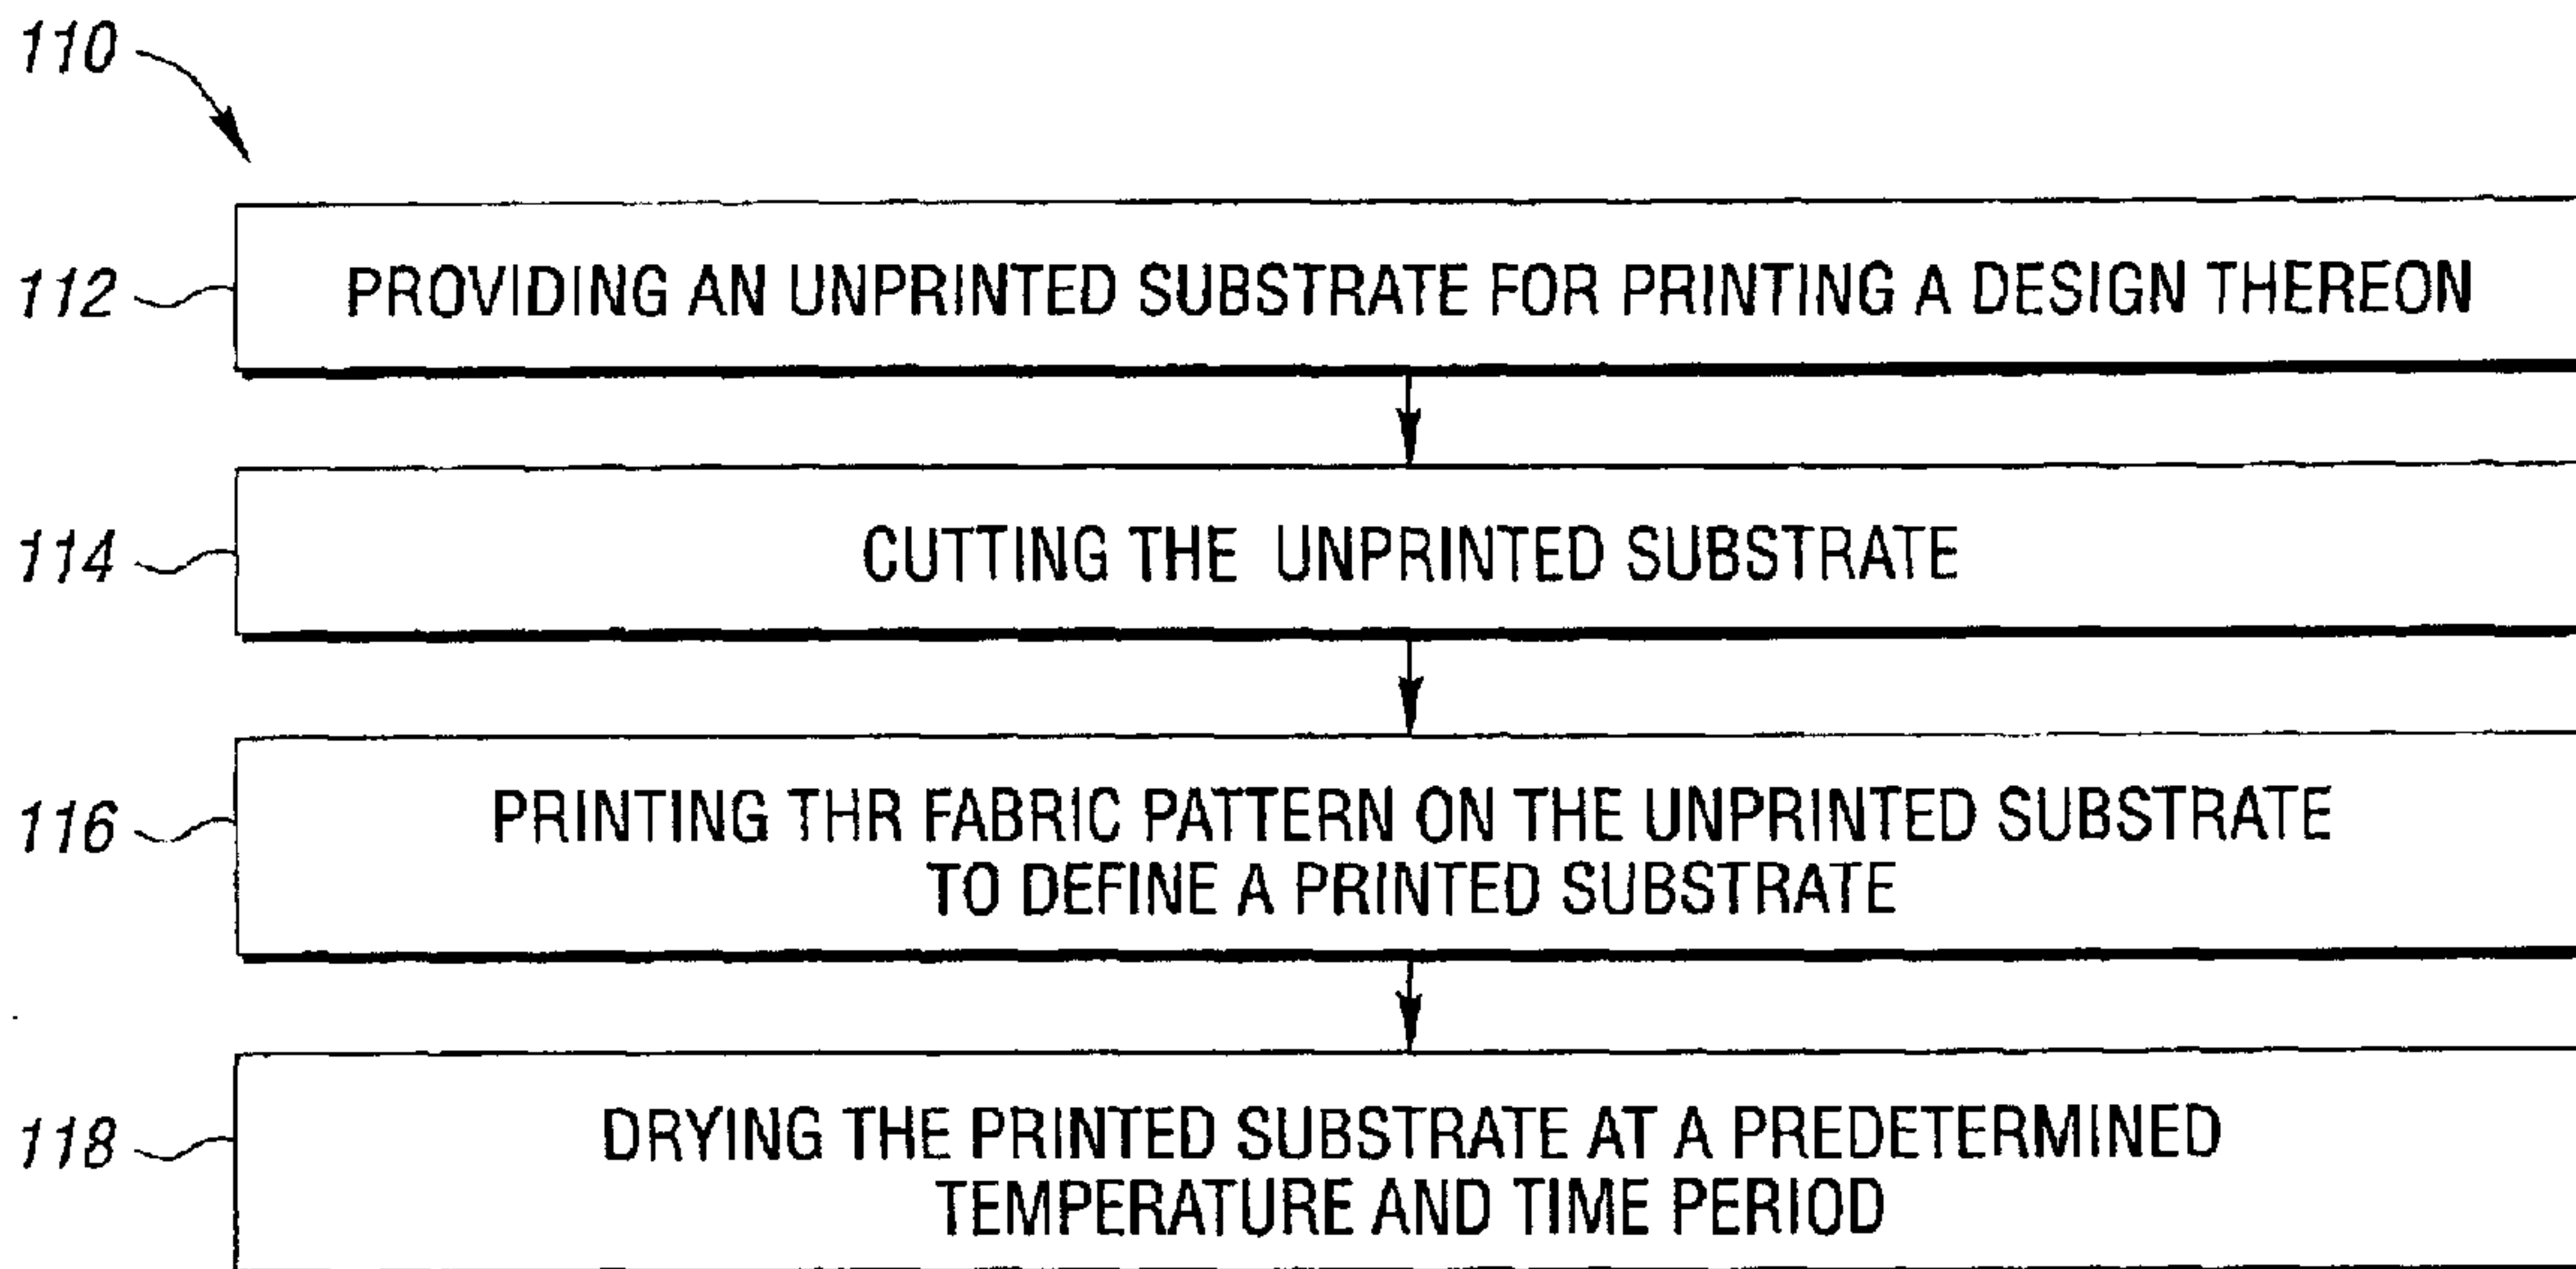 110
112 PROVIDING AN UNPRINTED SUBSTRATE FOR PRINTING A DESIGN THEREON
114 CUTTING THE UNPRINTED SUBSTRATE
116 PRINTING THR FABRIC PATTERN ON THE UNPRINTED SUBSTRATE
TO DEFINE A PRINTED SUBSTRATE
118 DRYING THE PRINTED SUBSTRATE AT A PREDETERMINED
TEMPERATURE AND TIME PERIOD